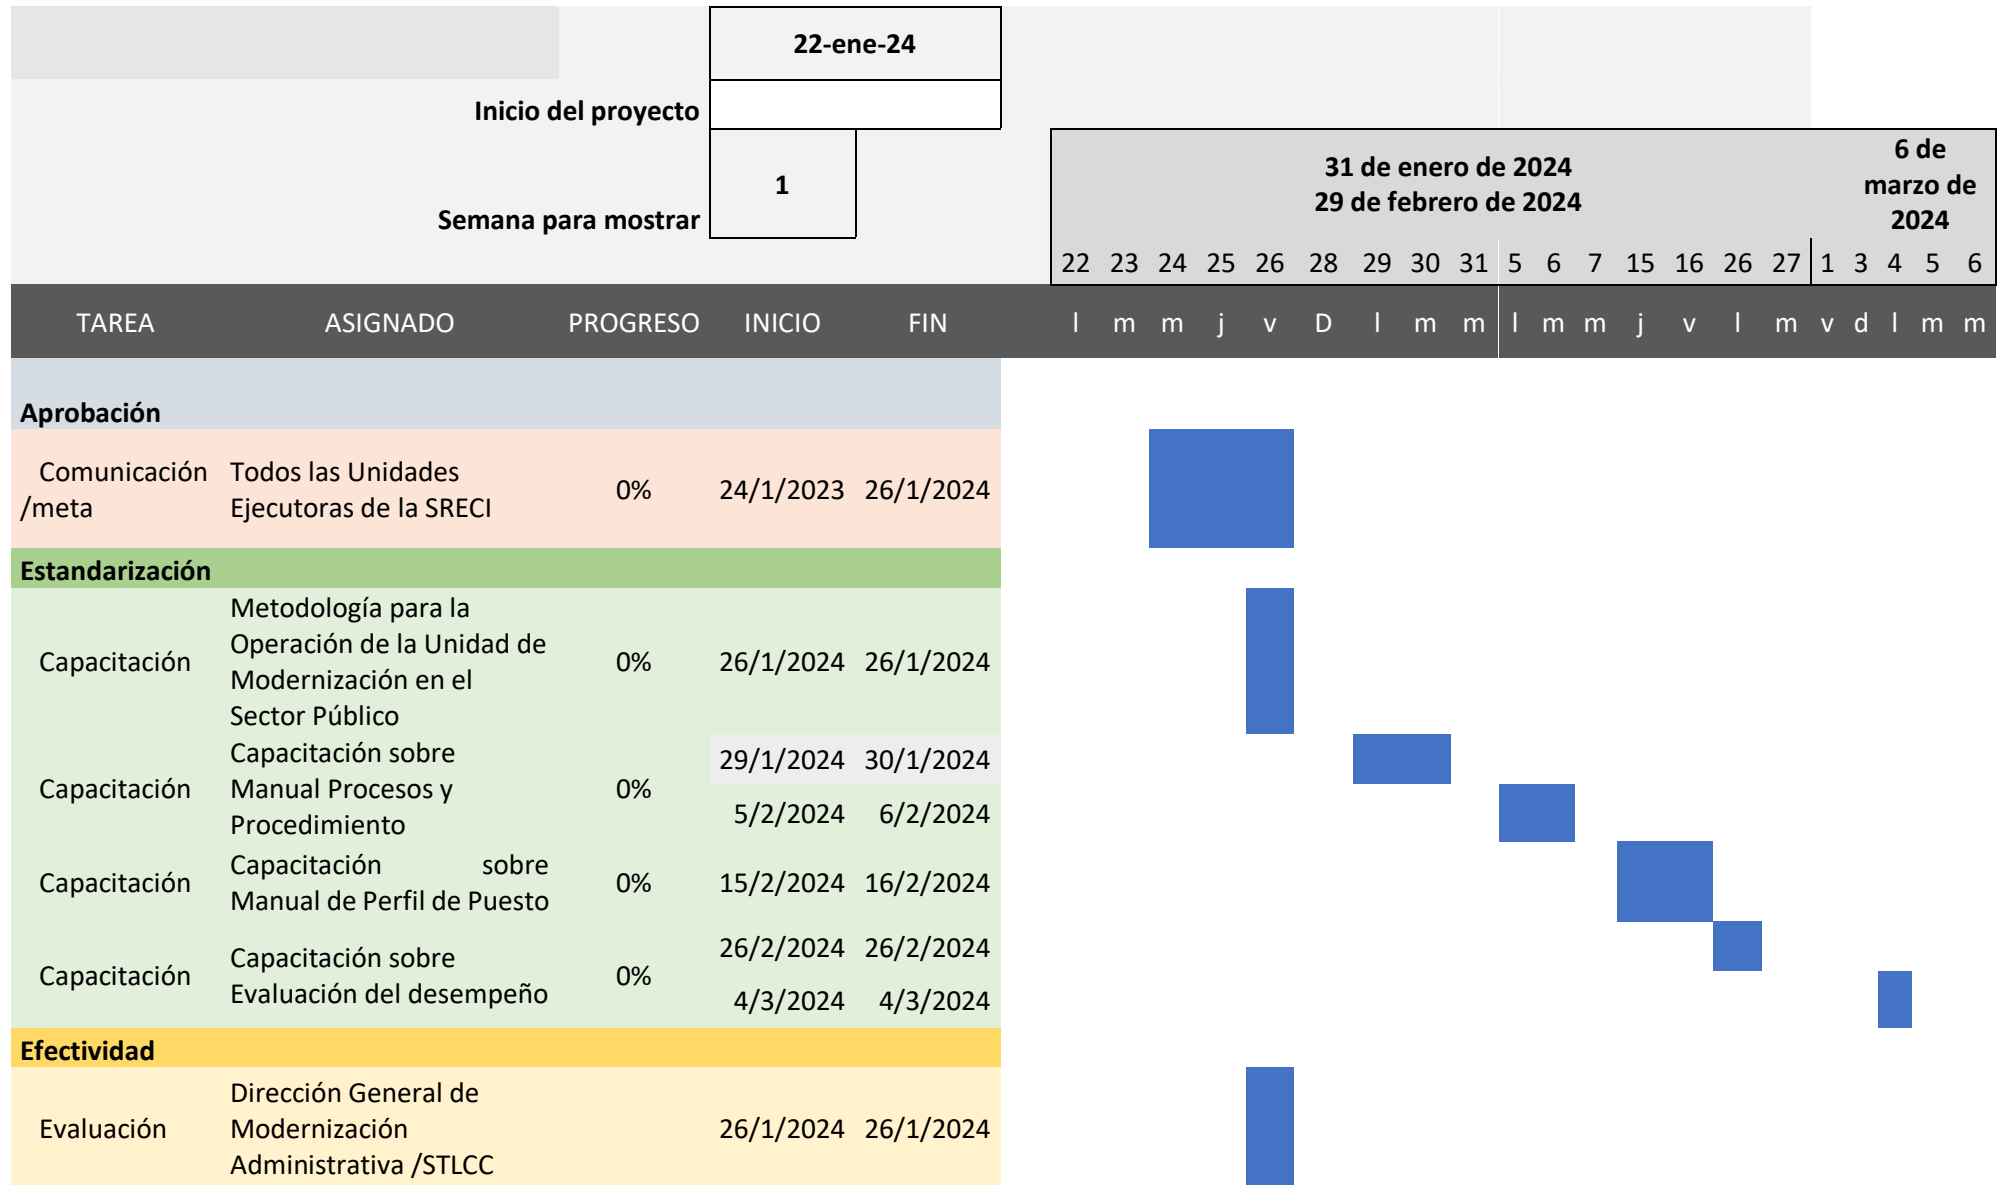 22-ene-24
Inicio del proyecto
Semana para mostrar
1
31 de enero de 2024
29 de febrero de 2024
6 de
marzo de
2024
22 23 24 25 26 28 29 30 31 5 6 7 15 16 26 27 1 3 4 5 6
TAREA ASIGNADO PROGRESO INICIO FIN l m m j v D l m m l m m j v l m v d l m m
Aprobación
Comunicación
/meta
Todos las Unidades
Ejecutoras de la SRECI
0% 24/1/2023 26/1/2024
Estandarización
Capacitación
Metodología para la
Operación de la Unidad de
Modernización en el
Sector Público
0% 26/1/2024 26/1/2024
Capacitación
Capacitación sobre
Manual Procesos y
Procedimiento
0%
29/1/2024 30/1/2024
5/2/2024 6/2/2024
Capacitación
Capacitación sobre
Manual de Perfil de Puesto
0% 15/2/2024 16/2/2024
Capacitación
Capacitación sobre
Evaluación del desempeño
0%
26/2/2024 26/2/2024
4/3/2024 4/3/2024
Efectividad
Evaluación
Dirección General de
Modernización
Administrativa /STLCC
26/1/2024 26/1/2024